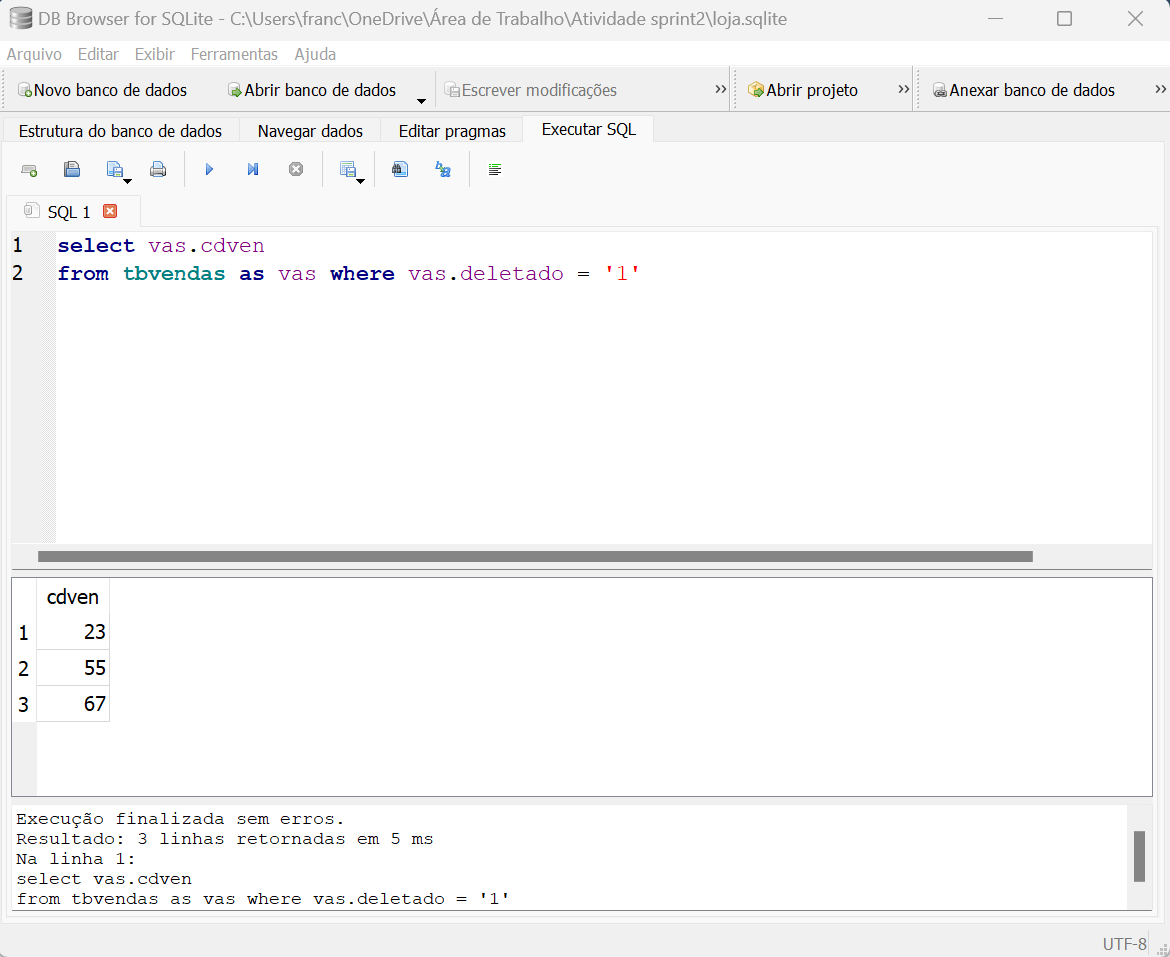 DB Browser for SQLite - C:\Users\franc\OneDrive\Área de Trabalho\Atividade sprint2\loja.sqlite
Arquivo Editar Exibir Ferramentas Ajuda
Novo banco de dados Abrir banco de dados Escrever modificações » Abrir projeto » Anexar banco de dados »
Estrutura do banco de dados Navegar dados Editar pragmas Executar SQL
SQL 1
1 select vas.cdven
2 from tbvendas as vas where vas.deletado = '1'
cdven
1 23
2 55
3 67
Execução finalizada sem erros.
Resultado: 3 linhas retornadas em 5 ms
Na linha 1:
select vas.cdven
from tbvendas as vas where vas.deletado = '1'
UTF-8